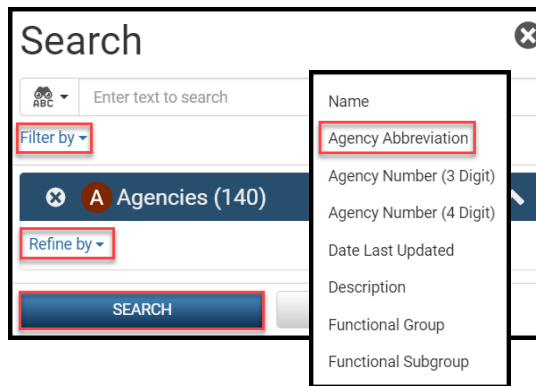 Search
ABC
Enter text to search
Filter by
A Agencies (140)
Refine by
SEARCH
Name
Agency Abbreviation
Agency Number (3 Digit)
Agency Number (4 Digit)
Date Last Updated
Description
Functional Group
Functional Subgroup